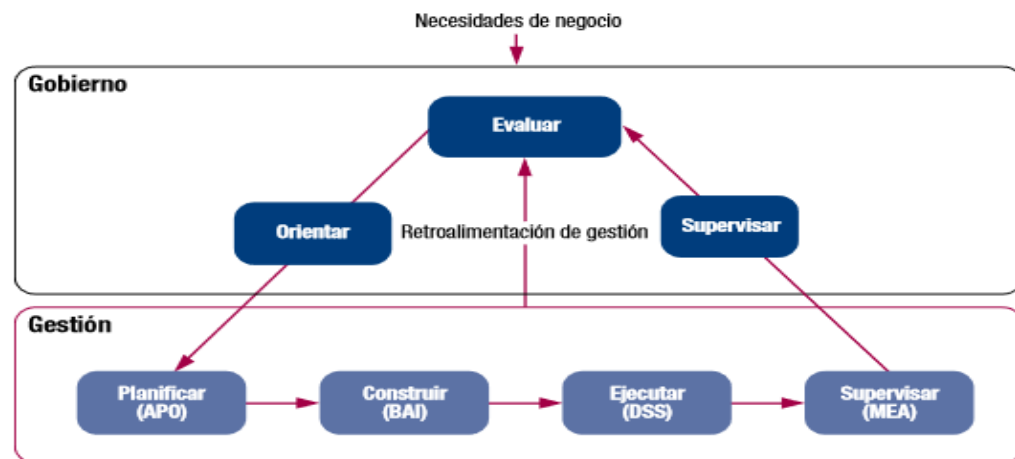 Necesidades de negocio
Gobierno
Evaluar
Orientar
Retroalimentación de gestión
Supervisar
Gestión
Planificar
(APO)
Construir
(BAI)
Ejecutar
(DSS)
Supervisar
(MEA)